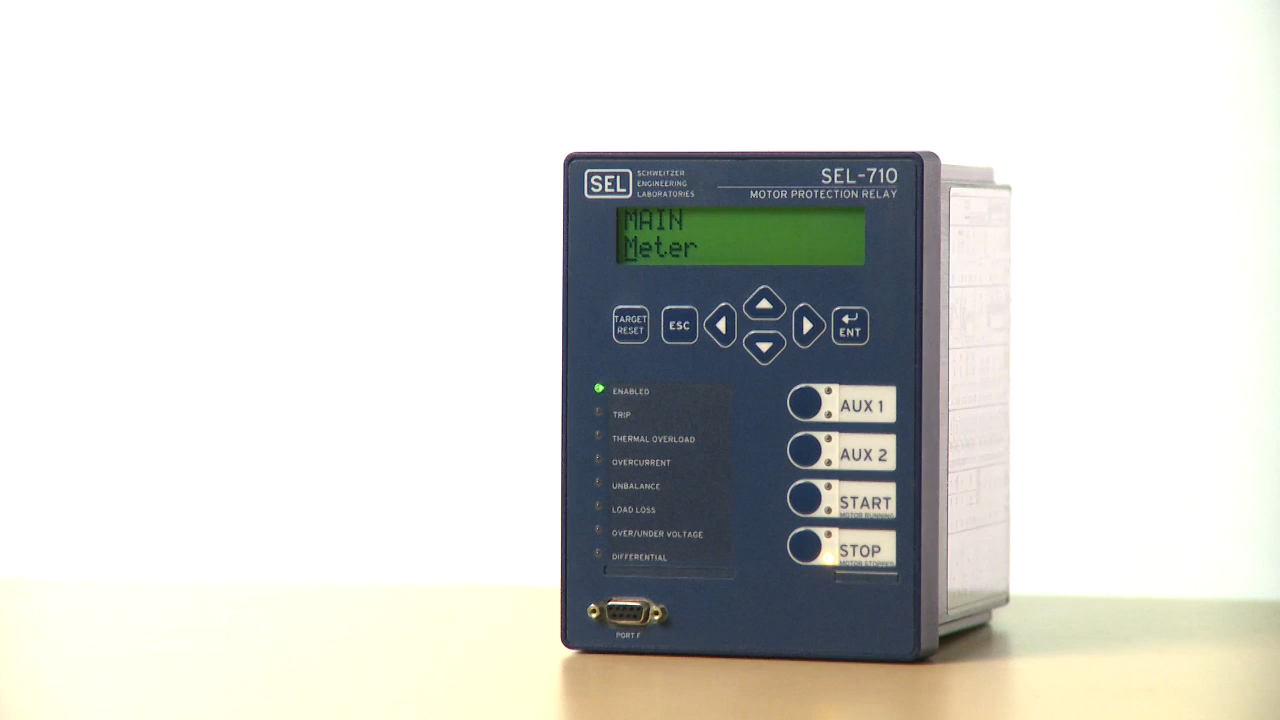 SEL
SCHWEITZER
ENGINEERING
LABORATORIES
SEL-710
MOTOR PROTECTION RELAY
MAIN
Meter
TARGET
RESET
ESC
ENT
ENABLED
TRIP
THERMAL OVERLOAD
OVERCURRENT
UNBALANCE
LOAD LOSS
OVER/UNDER VOLTAGE
DIFFERENTIAL
AUX 1
AUX 2
START
MOTOR RUNNING
STOP
MOTOR STOPPED
PORT F